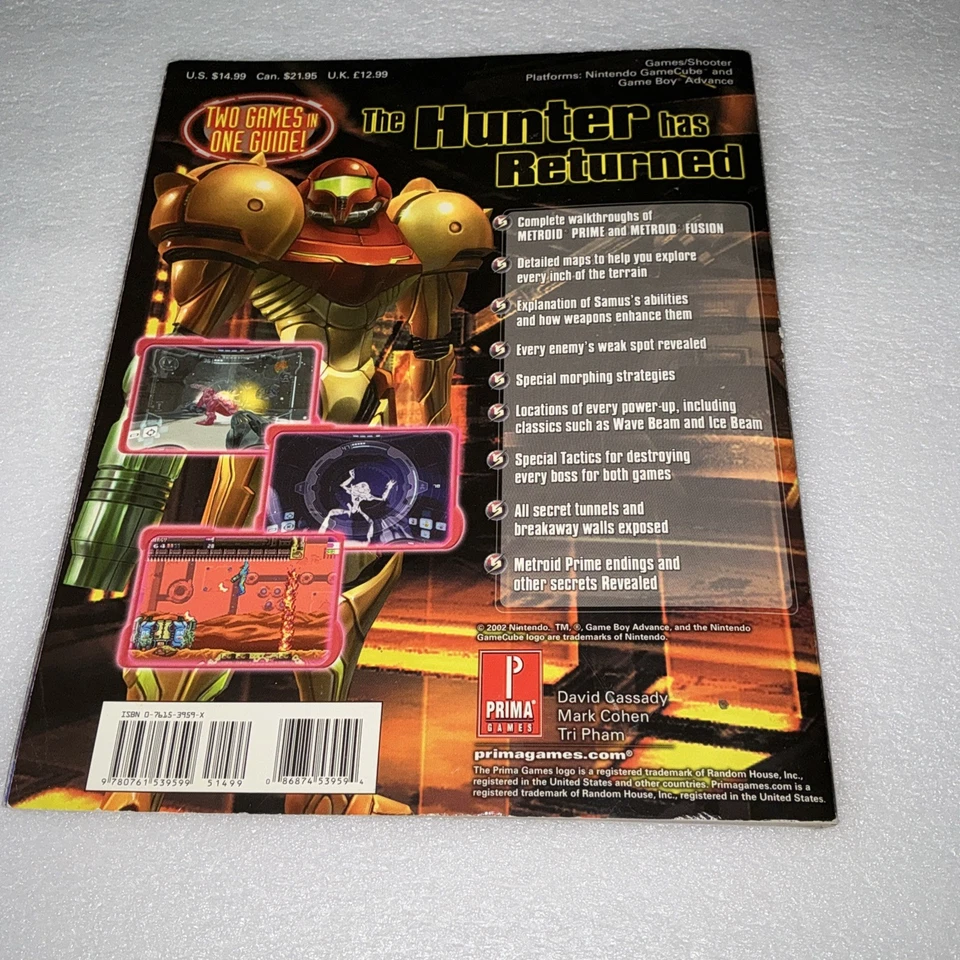 U.S. $14.99 Can. $21.95 U.K. £12.99
Games/Shooter
Platforms: Nintendo GameCube™ and
Game Boy® Advance
TWO GAMES IN
ONE GUIDE!
The Hunter has
Returned
Complete walkthroughs of
METROID PRIME and METROID FUSION
Detailed maps to help you explore
every inch of the terrain
Explanation of Samus's abilities
and how weapons enhance them
Every enemy's weak spot revealed
Special morphing strategies
Locations of every power-up, including
classics such as Wave Beam and Ice Beam
Special Tactics for destroying
every boss for both games
All secret tunnels and
breakaway walls exposed
Metroid Prime endings and
other secrets Revealed
© 2002 Nintendo. TM, ®, Game Boy Advance, and the Nintendo
GameCube logo are trademarks of Nintendo.
P
PRIMA®
GAMES
David Cassady
Mark Cohen
Tri Pham
primagames.com®
The Prima Games logo is a registered trademark of Random House, Inc.,
registered in the United States and other countries. Primagames.com is a
registered trademark of Random House, Inc., registered in the United States.
ISBN 0-7615-3959-X
9 780761 539599 51499
0 86874 53959 4